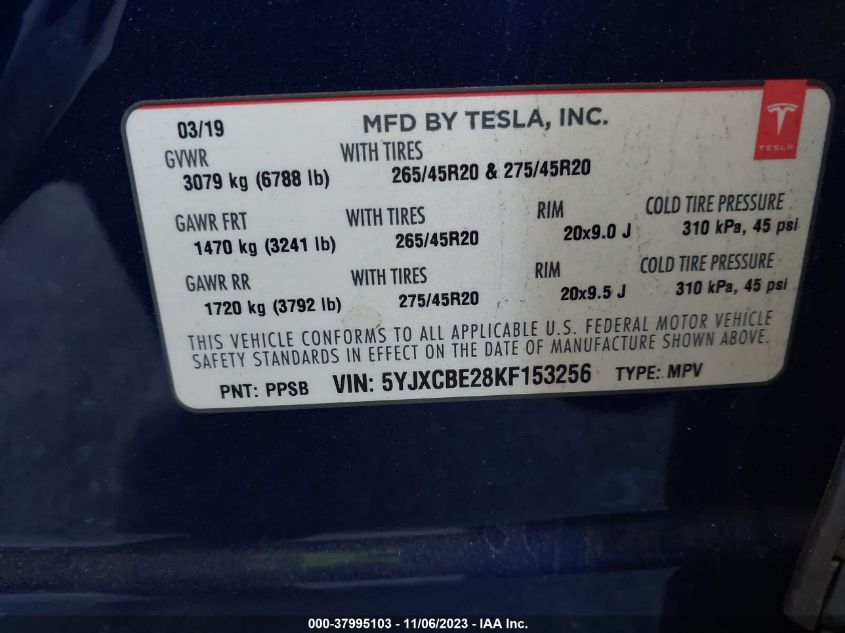 03/19 MFD BY TESLA, INC.
TESLA
GVWR WITH TIRES
3079 kg (6788 lb) 265/45R20 & 275/45R20
GAWR FRT WITH TIRES RIM COLD TIRE PRESSURE
1470 kg (3241 lb) 265/45R20 20x9.0 J 310 kPa, 45 psi
GAWR RR WITH TIRES RIM COLD TIRE PRESSURE
1720 kg (3792 lb) 275/45R20 20x9.5 J 310 kPa, 45 psi
THIS VEHICLE CONFORMS TO ALL APPLICABLE U.S. FEDERAL MOTOR VEHICLE
SAFETY STANDARDS IN EFFECT ON THE DATE OF MANUFACTURE SHOWN ABOVE.
PNT: PPSB VIN: 5YJXCBE28KF153256 TYPE: MPV
000-37995103 - 11/06/2023 - IAA Inc.